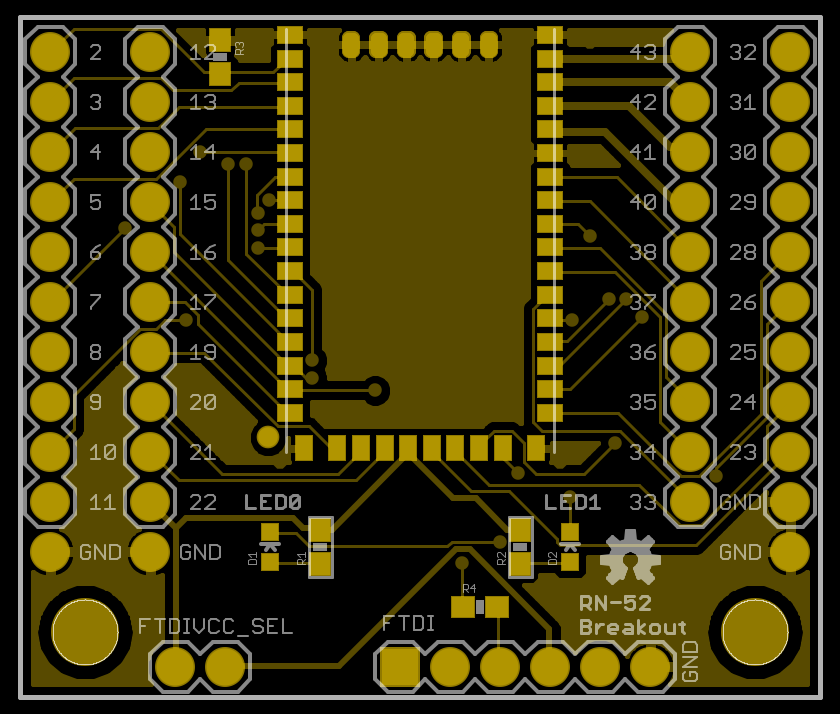 2 12 R3 43 32
3 13 42 31
4 14 41 30
5 15 40 29
6 16 38 28
7 17 37 26
8 19 36 25
9 20 35 24
10 21 34 23
11 22 LED0 LED1 33 GND
GND GND D1 R1 R2 D2 GND
R4
RN-52
Breakout
FTDIVCC_SEL FTDI
GND